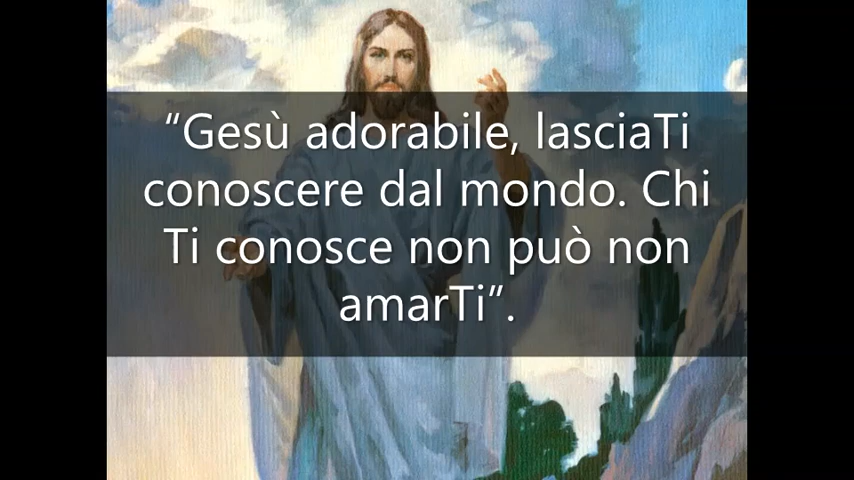 “Gesù adorabile, lasciaTi
conoscere dal mondo. Chi
Ti conosce non può non
amarTi”.